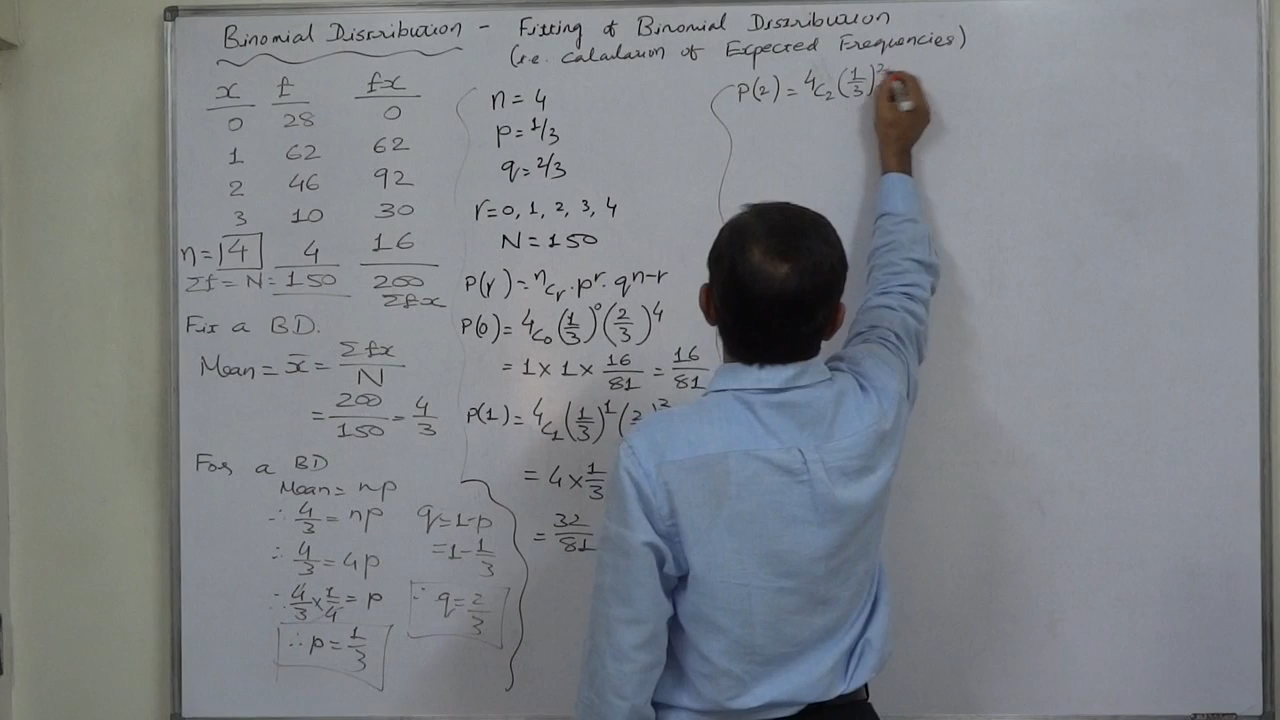 Binomial Distribution - Fitting of Binomial Distribution
(i.e. calculation of Expected Frequencies)
x f fx
0 28 0
1 62 62
2 46 92
3 10 30
n = 4 4 16
Σf = N = 150 200
Σfx
Fit a BD.
Mean = x̄ = Σfx / N
= 200/150 = 4/3
For a BD
Mean = np
∴ 4/3 = np
∴ 4/3 = 4p
∴ 4/3 × 1/4 = p
∴ p = 1/3
q = 1-p
= 1 - 1/3
∴ q = 2/3
n = 4
p = 1/3
q = 2/3
r = 0, 1, 2, 3, 4
N = 150
P(r) = ⁿCr · pʳ · qⁿ⁻ʳ
P(0) = ⁴C₀ (1/3)⁰ (2/3)⁴
= 1 × 1 × 16/81 = 16/81
P(1) = ⁴C₁ (1/3)¹ (2
= 4 × 1/3
= 32/81
P(2) = ⁴C₂ (1/3)²